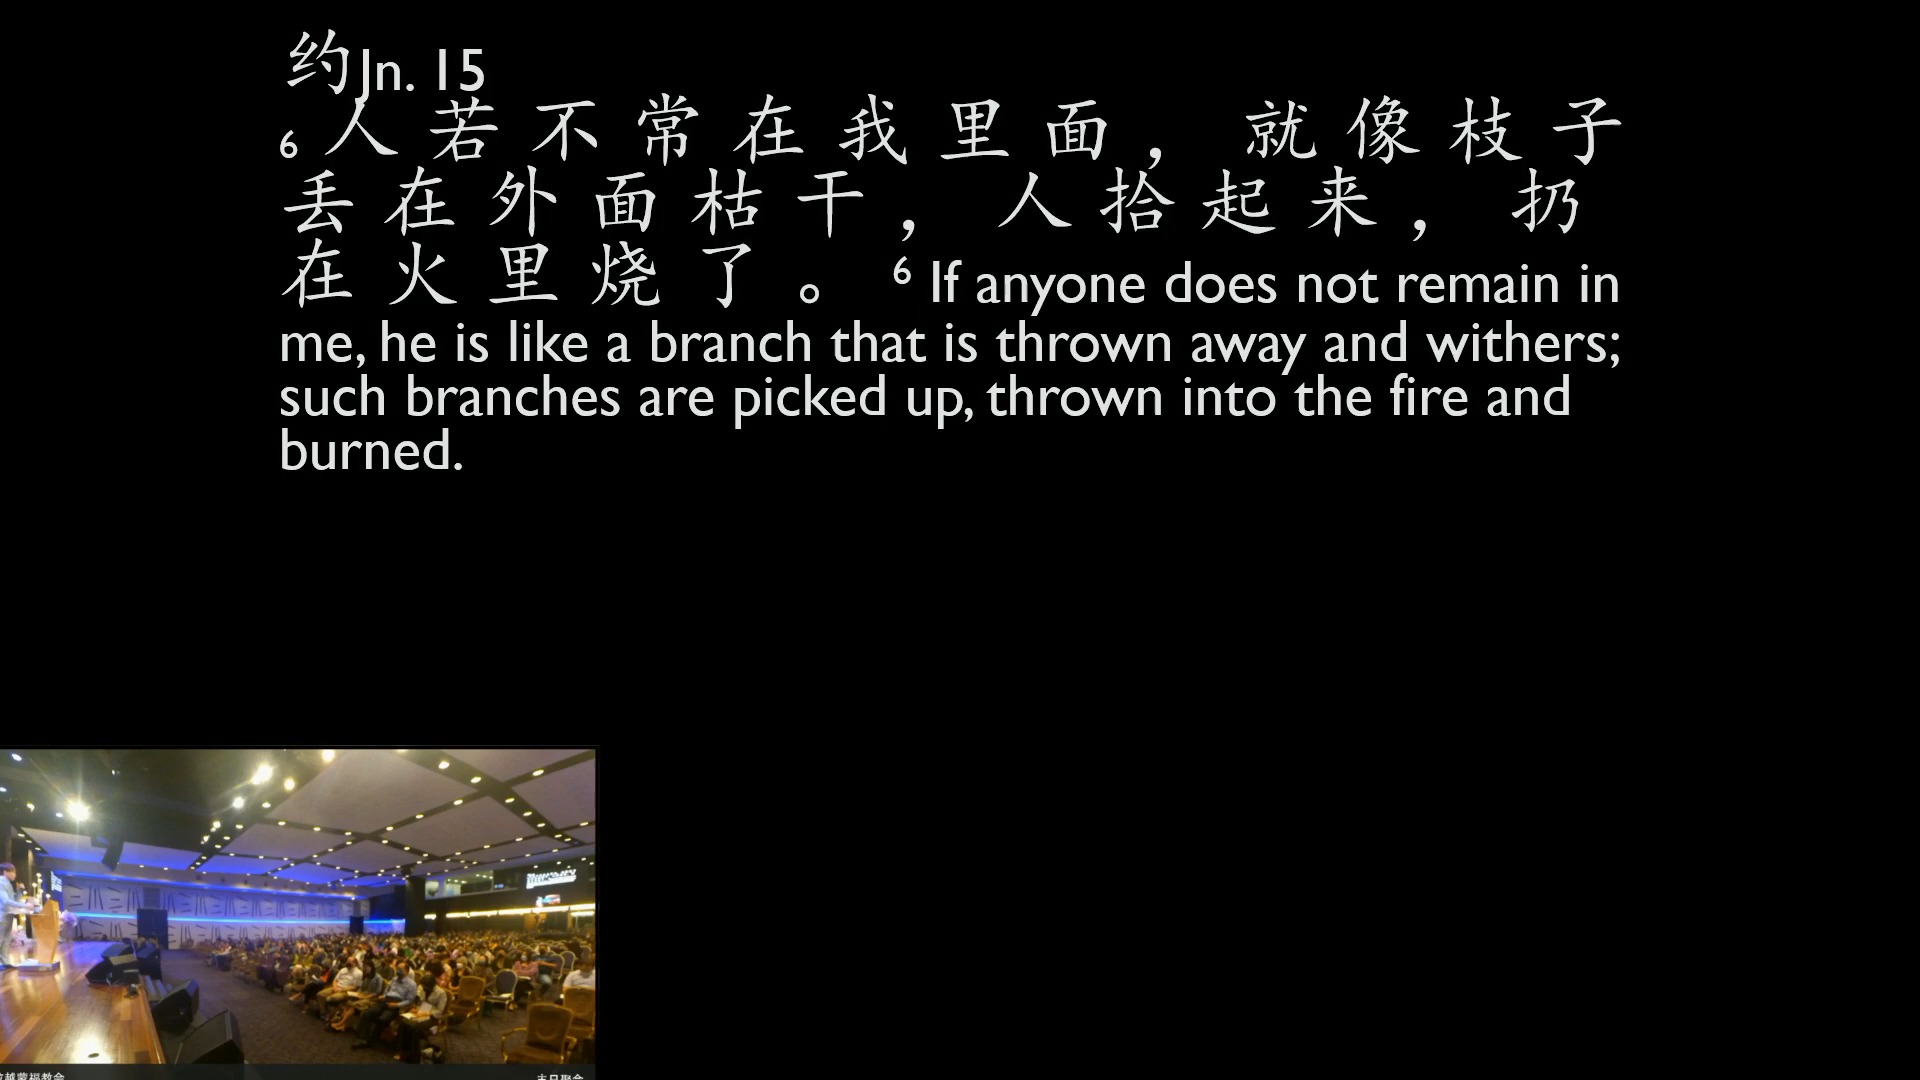 约Jn. 15
6 人若不常在我里面，就像枝子
丢在外面枯干，人拾起来，扔
在火里烧了。 6 If anyone does not remain in
me, he is like a branch that is thrown away and withers;
such branches are picked up, thrown into the fire and
burned.